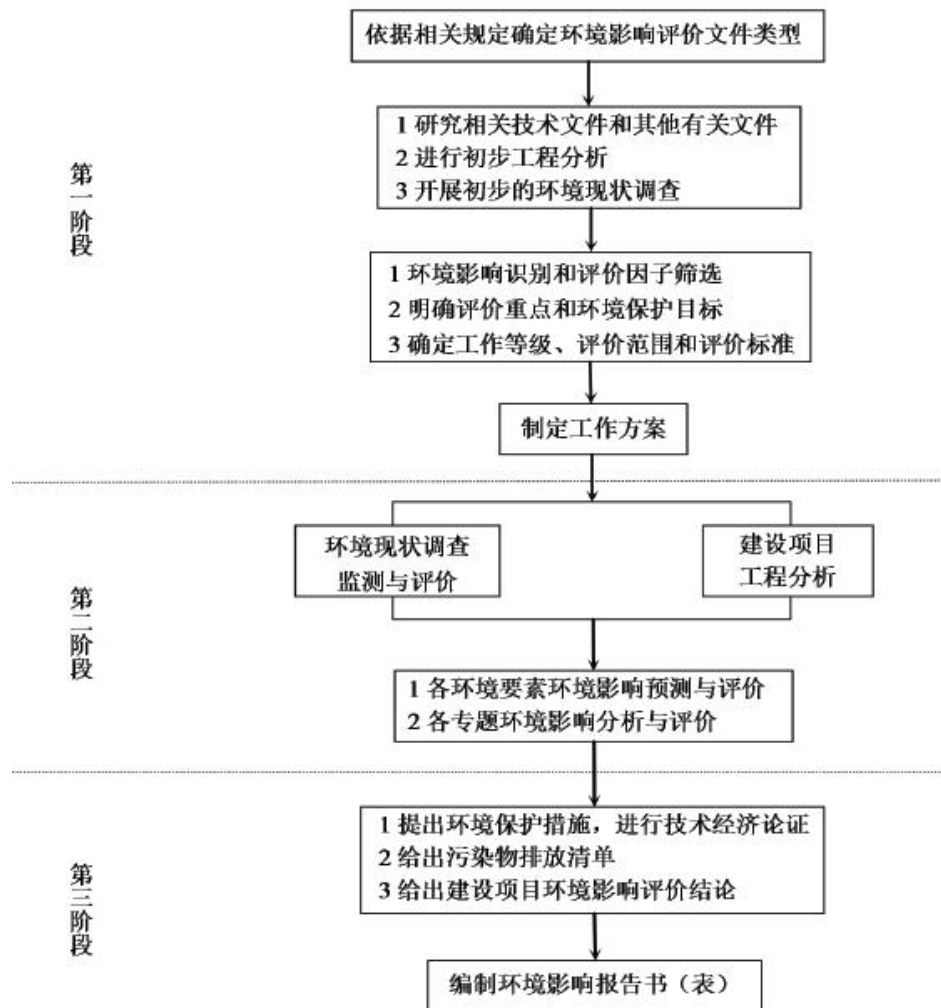 依据相关规定确定环境影响评价文件类型
第一阶段
1 研究相关技术文件和其他有关文件
2 进行初步工程分析
3 开展初步的环境现状调查
1 环境影响识别和评价因子筛选
2 明确评价重点和环境保护目标
3 确定工作等级、评价范围和评价标准
制定工作方案
第二阶段
环境现状调查
监测与评价
建设项目
工程分析
1 各环境要素环境影响预测与评价
2 各专题环境影响分析与评价
第三阶段
1 提出环境保护措施，进行技术经济论证
2 给出污染物排放清单
3 给出建设项目环境影响评价结论
编制环境影响报告书（表）